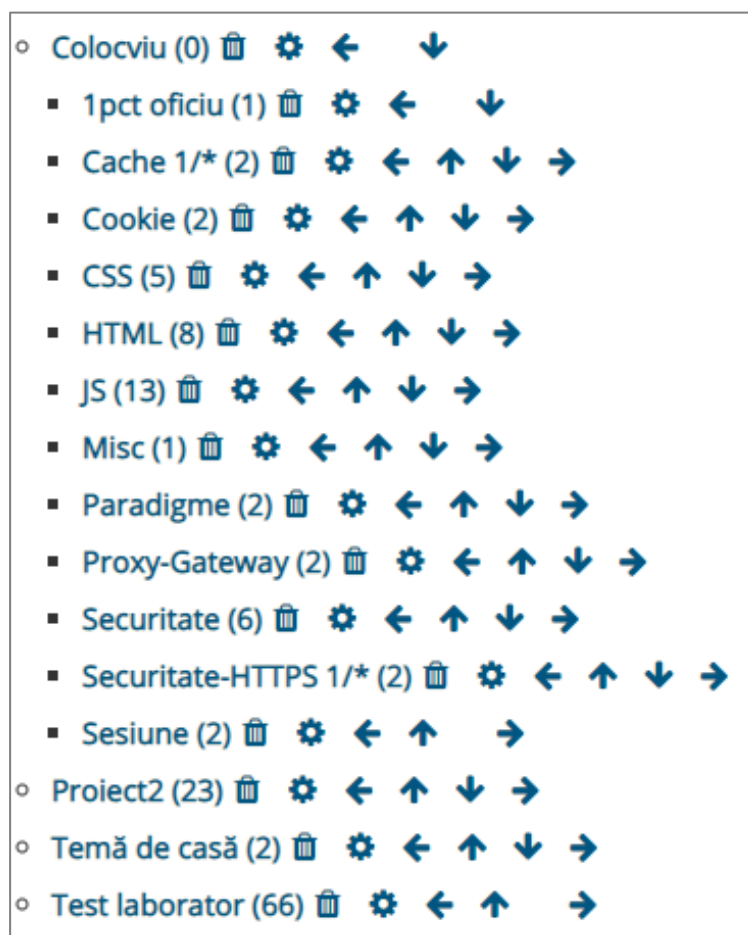 Colocviu (0)
1pct oficiu (1)
Cache 1/* (2)
Cookie (2)
CSS (5)
HTML (8)
JS (13)
Misc (1)
Paradigme (2)
Proxy-Gateway (2)
Securitate (6)
Securitate-HTTPS 1/* (2)
Sesiune (2)
Proiect2 (23)
Temă de casă (2)
Test laborator (66)